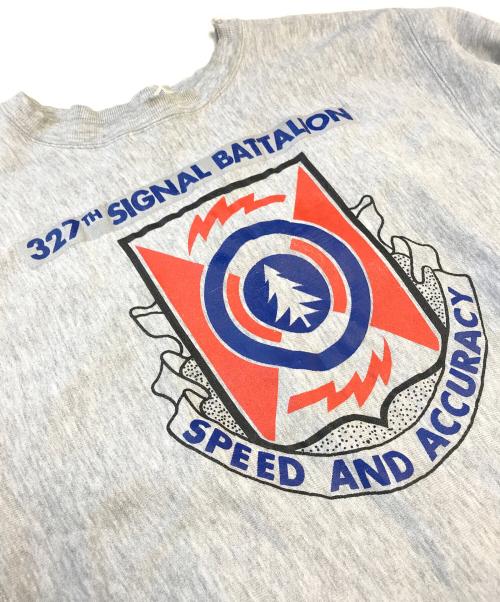 327TH SIGNAL BATTALION
SPEED AND ACCURACY